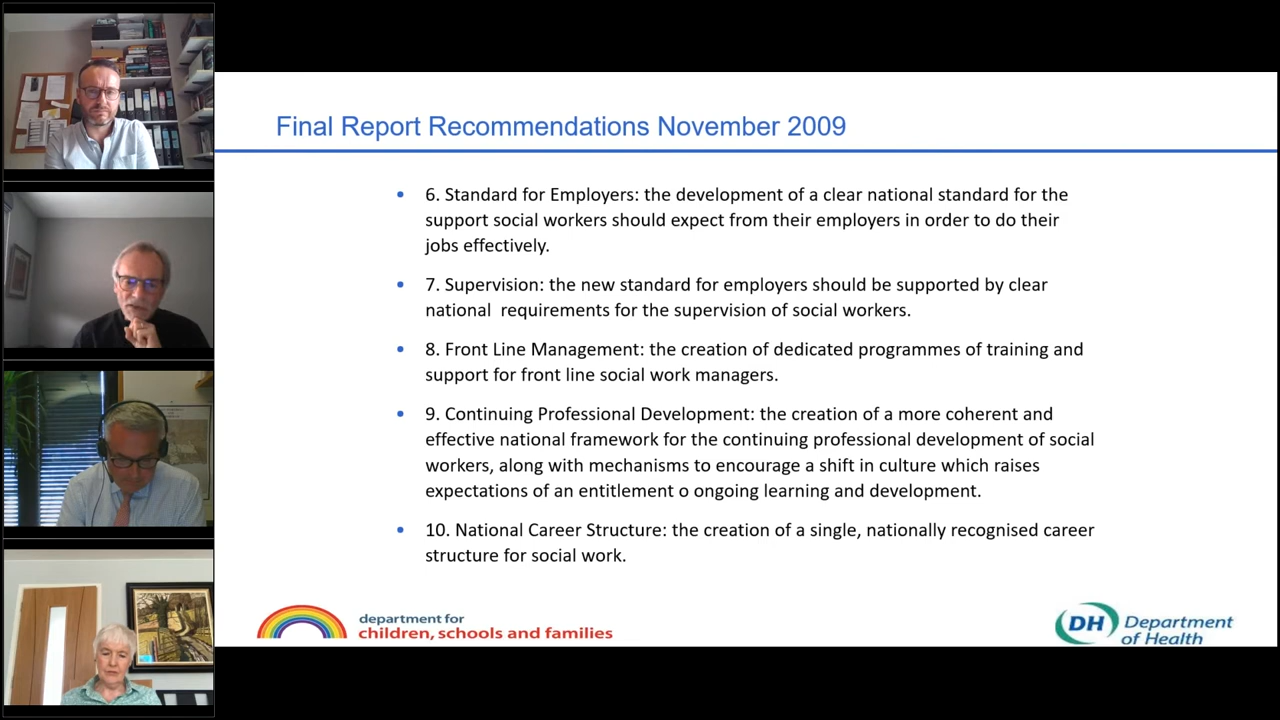 Final Report Recommendations November 2009
• 6. Standard for Employers: the development of a clear national standard for the
support social workers should expect from their employers in order to do their
jobs effectively.
• 7. Supervision: the new standard for employers should be supported by clear
national  requirements for the supervision of social workers.
• 8. Front Line Management: the creation of dedicated programmes of training and
support for front line social work managers.
• 9. Continuing Professional Development: the creation of a more coherent and
effective national framework for the continuing professional development of social
workers, along with mechanisms to encourage a shift in culture which raises
expectations of an entitlement o ongoing learning and development.
• 10. National Career Structure: the creation of a single, nationally recognised career
structure for social work.
department for
children, schools and families
DH Department
of Health